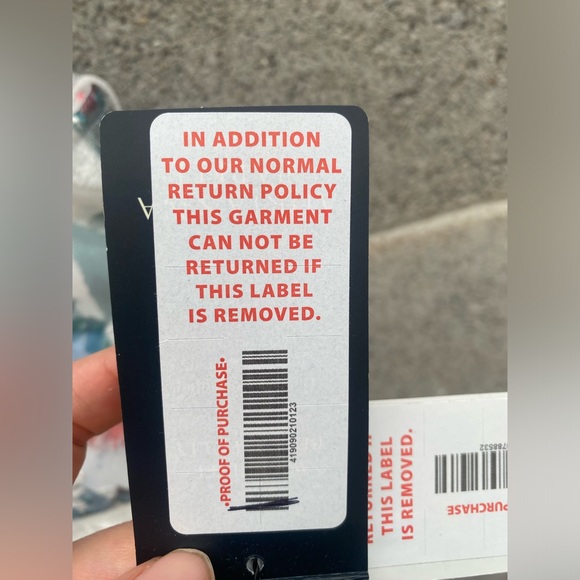 IN ADDITION
TO OUR NORMAL
RETURN POLICY
THIS GARMENT
CAN NOT BE
RETURNED IF
THIS LABEL
IS REMOVED.
•PROOF OF PURCHASE•
419090210123
RETURNED IF
THIS LABEL
IS REMOVED.
788532
PURCHASE